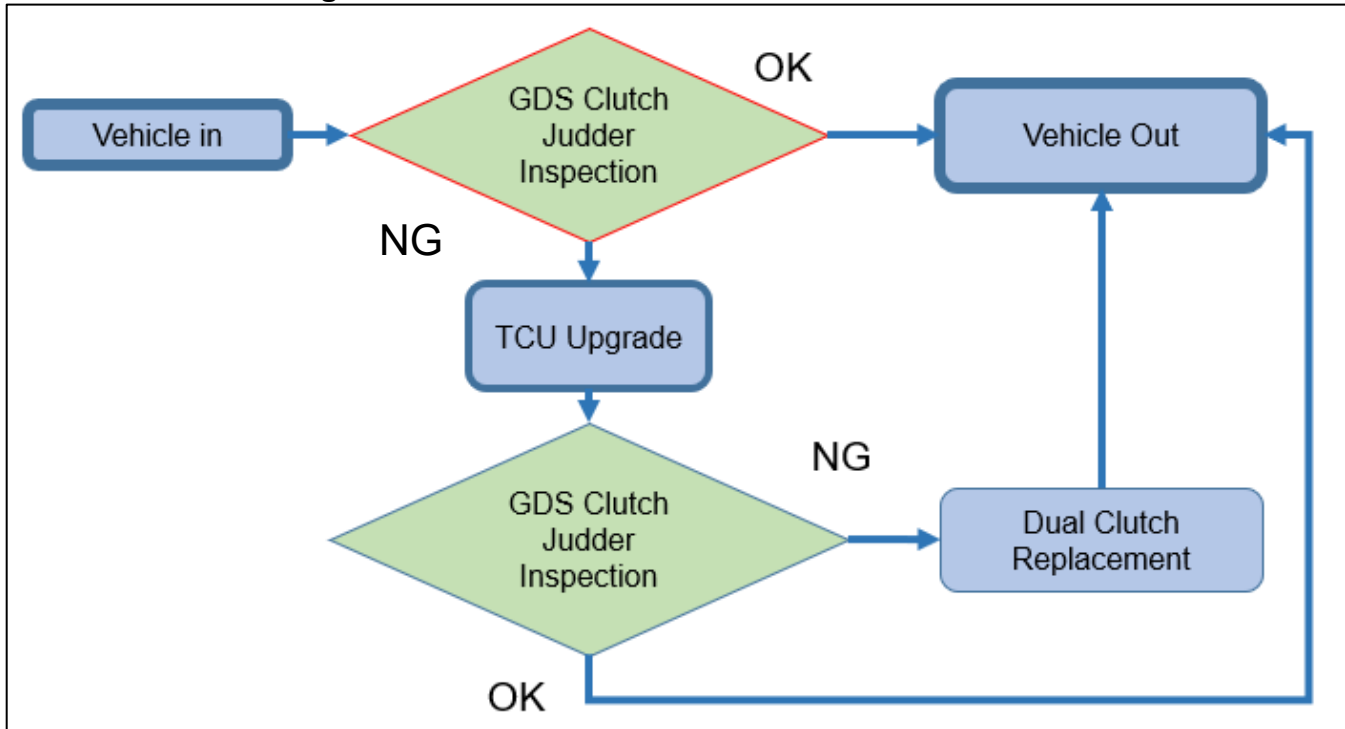 Vehicle in
GDS Clutch
Judder
Inspection
OK
Vehicle Out
NG
TCU Upgrade
GDS Clutch
Judder
Inspection
NG
Dual Clutch
Replacement
OK